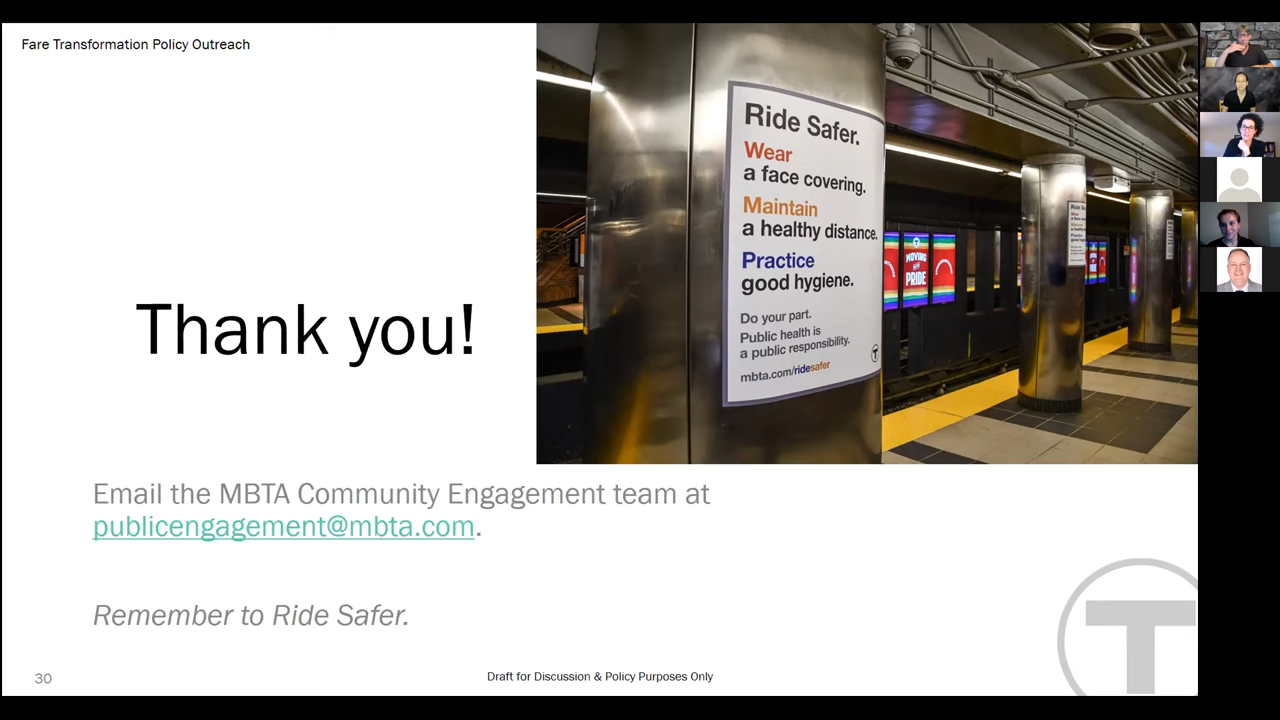 Fare Transformation Policy Outreach
Ride Safer.
Wear
a face covering.
Maintain
a healthy distance.
Practice
good hygiene.
Do your part.
Public health is
a public responsibility.
mbta.com/ridesafer
T
MOVING
PRIDE
Thank you!
Email the MBTA Community Engagement team at
publicengagement@mbta.com.
Remember to Ride Safer.
T
30
Draft for Discussion & Policy Purposes Only